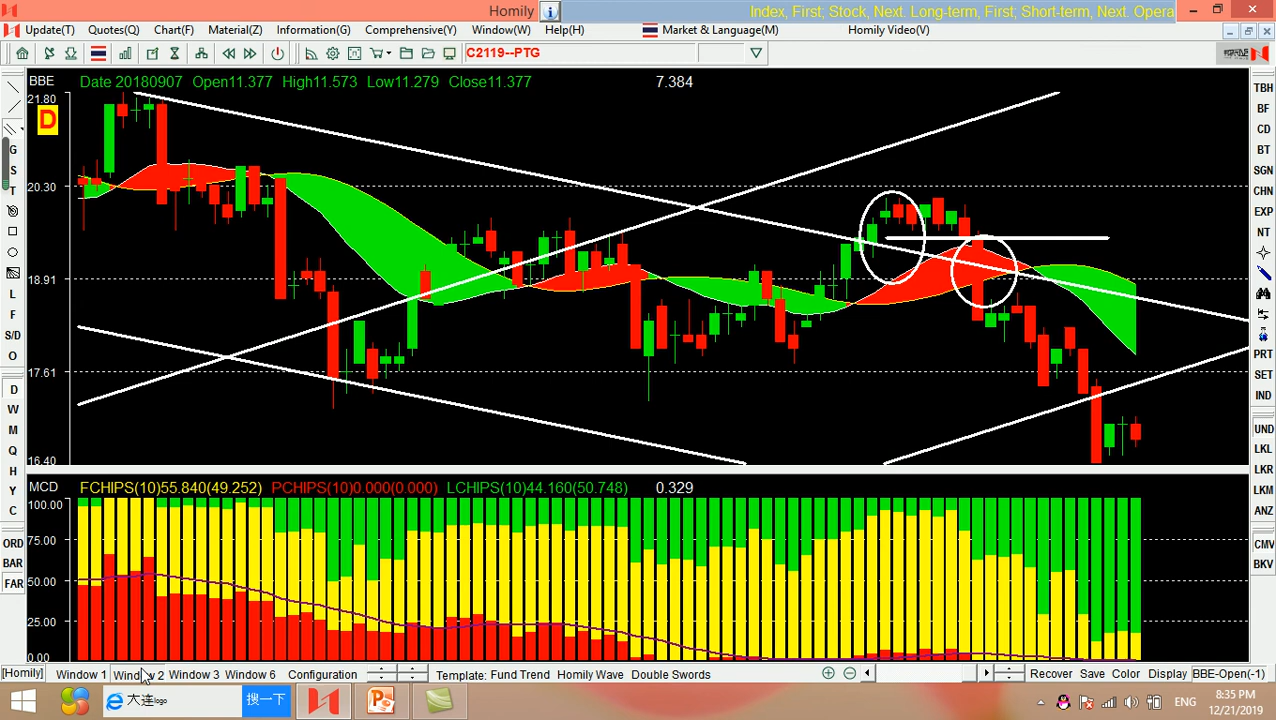 Homily
Index, First; Stock, Next. Long-term, First; Short-term, Next. Opera
Update(T) Quotes(Q) Chart(F) Material(Z) Information(G) Comprehensive(Y) Window(W) Help(H) Market & Language(M) Homily Video(V)
C2119--PTG
BBE Date 20180907 Open11.377 High11.573 Low11.279 Close11.377 7.384
21.80
D
20.30
18.91
17.61
16.40
MCD FCHIPS(10)55.840(49.252) PCHIPS(10)0.000(0.000) LCHIPS(10)44.160(50.748) 0.329
100.00
75.00
50.00
25.00
0.00
G
S
T
L
F
S/D
O
D
W
M
Q
H
Y
C
ORD
BAR
FAR
TBH
BF
CD
BT
SGN
CHN
EXP
NT
PRT
SET
IND
UND
LKL
LKR
LKM
ANZ
CMV
BKV
[Homily] Window 1 Window 2 Window 3 Window 6 Configuration Template: Fund Trend Homily Wave Double Swords Recover Save Color Display BBE-Open(-1)
大连logo 搜一下 ENG
8:35 PM
12/21/2019